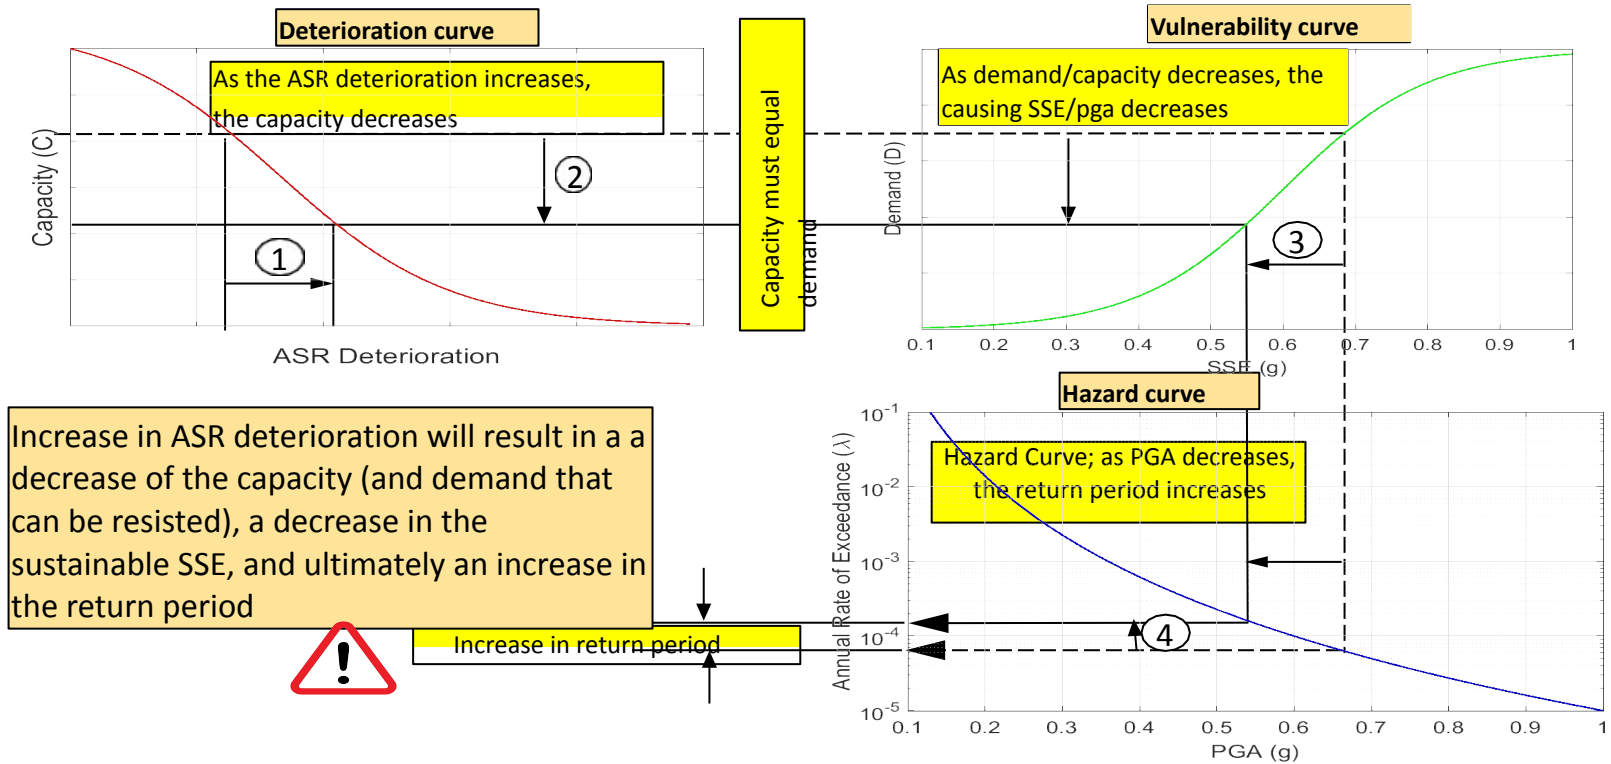 Deterioration curve
As the ASR deterioration increases,
the capacity decreases
Capacity (C)
1
2
ASR Deterioration
Capacity must equal
demand
Vulnerability curve
As demand/capacity decreases, the
causing SSE/pga decreases
Demand (D)
3
0.1 0.2 0.3 0.4 0.5 0.6 0.7 0.8 0.9 1
SSE (g)
Hazard curve
Hazard Curve; as PGA decreases,
the return period increases
Annual Rate of Exceedance (λ)
10-1
10-2
10-3
10-4
10-5
4
0.1 0.2 0.3 0.4 0.5 0.6 0.7 0.8 0.9 1
PGA (g)
Increase in ASR deterioration will result in a a
decrease of the capacity (and demand that
can be resisted), a decrease in the
sustainable SSE, and ultimately an increase in
the return period
Increase in return period
!